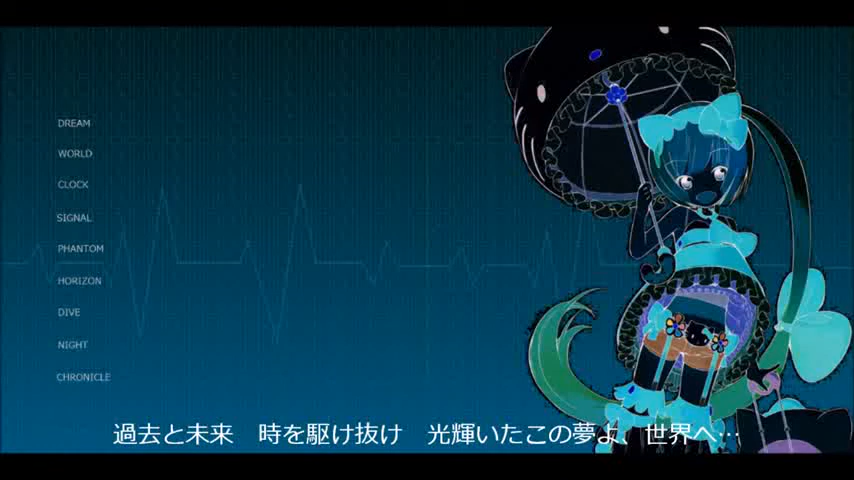 DREAM
WORLD
CLOCK
SIGNAL
PHANTOM
HORIZON
DIVE
NIGHT
CHRONICLE
過去と未来　時を駆け抜け　光輝いたこの夢よ、世界へ…